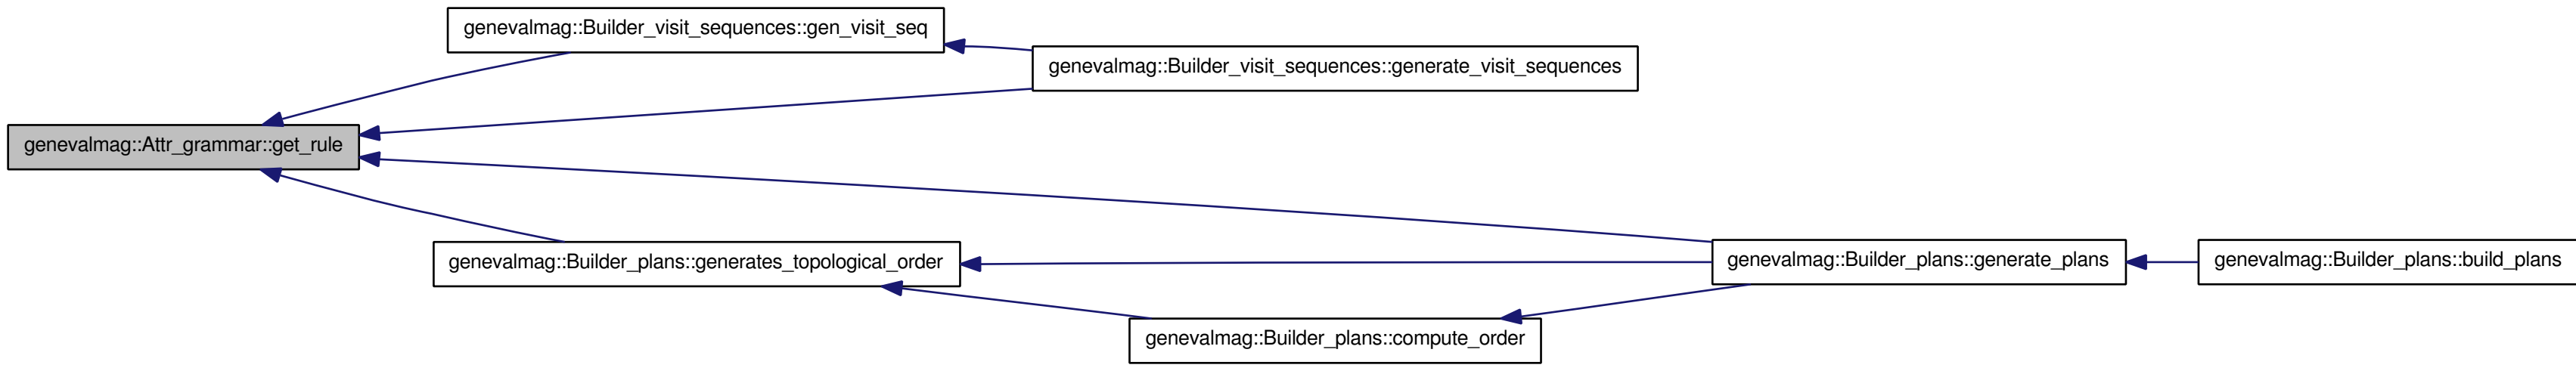 genevalmag::Builder_visit_sequences::gen_visit_seq
genevalmag::Builder_visit_sequences::generate_visit_sequences
genevalmag::Attr_grammar::get_rule
genevalmag::Builder_plans::generates_topological_order
genevalmag::Builder_plans::generate_plans
genevalmag::Builder_plans::build_plans
genevalmag::Builder_plans::compute_order